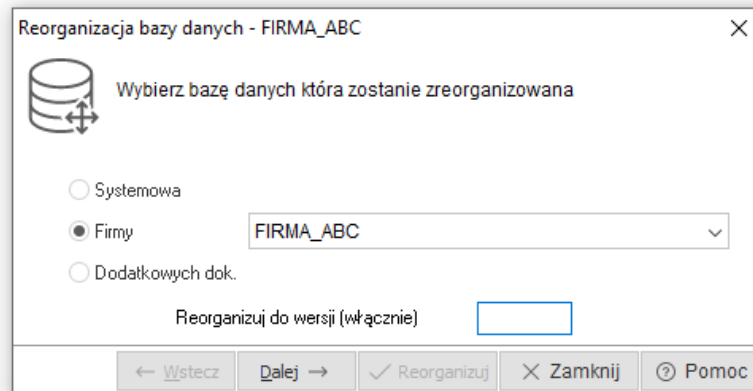 Reorganizacja bazy danych - FIRMA_ABC
Wybierz bazę danych która zostanie zreorganizowana
Systemowa
Firmy FIRMA_ABC
Dodatkowych dok.
Reorganizuj do wersji (włącznie)
← Wstecz Dalej → Reorganizuj Zamknij Pomoc